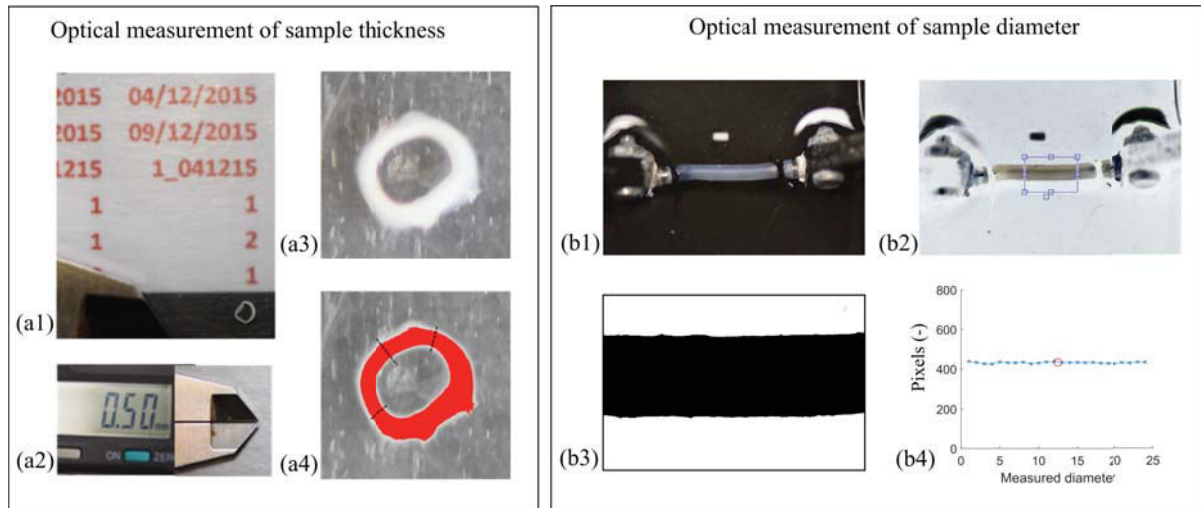 Optical measurement of sample thickness
2015 04/12/2015
2015 09/12/2015
1215 1_041215
1 1
1 2
1
(a1)
0.50
mm
ON ZERO
(a2)
(a3)
(a4)
Optical measurement of sample diameter
(b1)
(b2)
(b3)
800
600
400
200
0
Pixels (-)
0 5 10 15 20 25
Measured diameter
(b4)